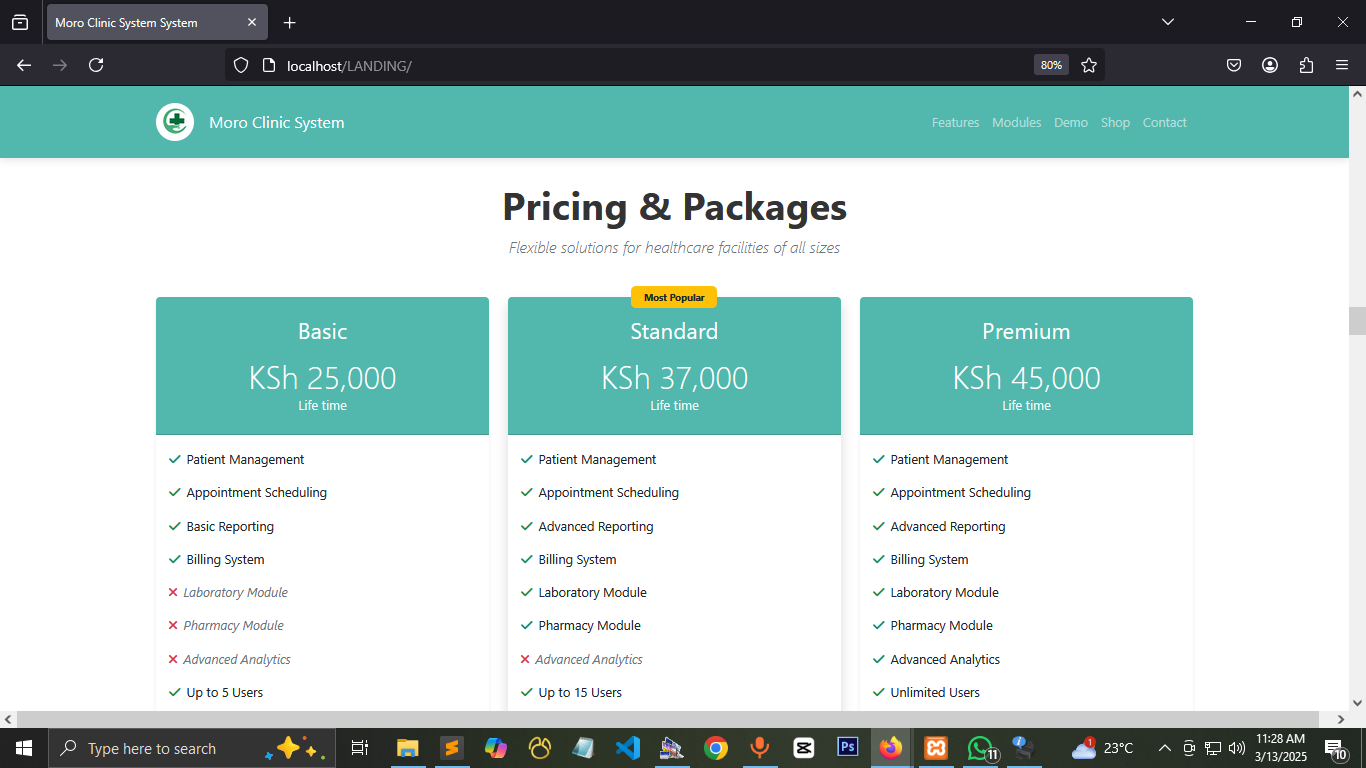 Moro Clinic System System
localhost/LANDING/
80%
Moro Clinic System
Features Modules Demo Shop Contact
Pricing & Packages
Flexible solutions for healthcare facilities of all sizes
Basic
KSh 25,000
Life time
Patient Management
Appointment Scheduling
Basic Reporting
Billing System
Laboratory Module
Pharmacy Module
Advanced Analytics
Up to 5 Users
Most Popular
Standard
KSh 37,000
Life time
Patient Management
Appointment Scheduling
Advanced Reporting
Billing System
Laboratory Module
Pharmacy Module
Advanced Analytics
Up to 15 Users
Premium
KSh 45,000
Life time
Patient Management
Appointment Scheduling
Advanced Reporting
Billing System
Laboratory Module
Pharmacy Module
Advanced Analytics
Unlimited Users
Type here to search
Ps
11
1
23°C
11:28 AM
3/13/2025
10